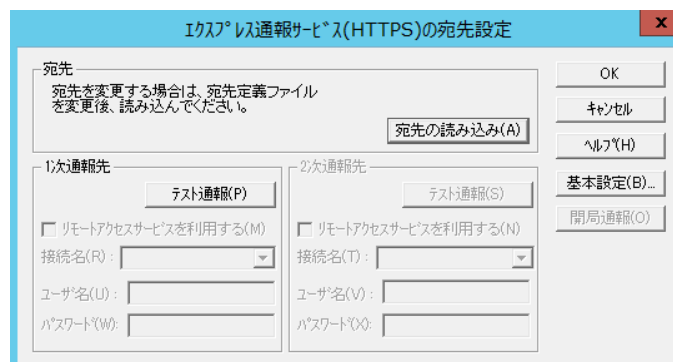 ｴｸｽﾌﾟﾚｽ通報ｻｰﾋﾞｽ(HTTPS)の宛先設定
x
宛先
宛先を変更する場合は、宛先定義ファイル
を変更後、読み込んでください。
宛先の読み込み(A)
OK
ｷｬﾝｾﾙ
ﾍﾙﾌﾟ(H)
基本設定(B)...
開局通報(O)
1次通報先
テスト通報(P)
リモートアクセスサービスを利用する(M)
接続名(R) :
ユーザ名(U) :
パスワード(W):
2次通報先
テスト通報(S)
リモートアクセスサービスを利用する(N)
接続名(T) :
ユーザ名(V) :
パスワード(X):